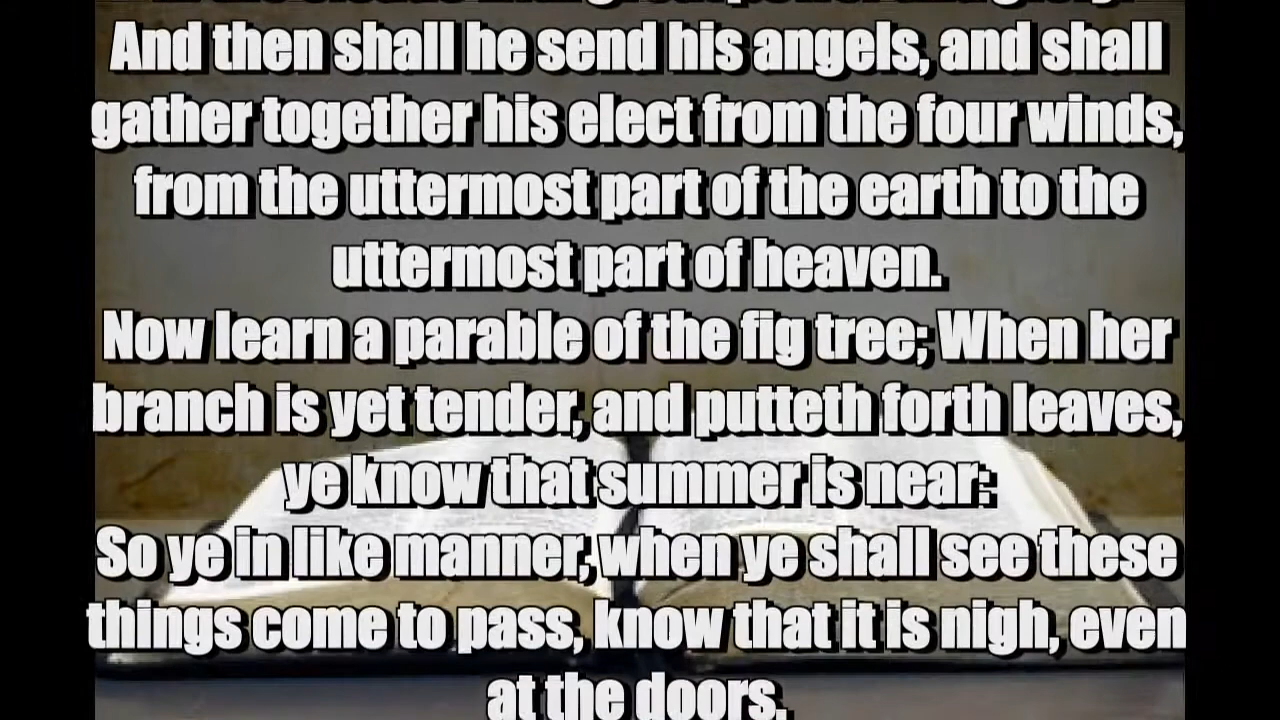 And then shall he send his angels, and shall
gather together his elect from the four winds,
from the uttermost part of the earth to the
uttermost part of heaven.
Now learn a parable of the fig tree; When her
branch is yet tender, and putteth forth leaves,
ye know that summer is near:
So ye in like manner, when ye shall see these
things come to pass, know that it is nigh, even
at the doors.